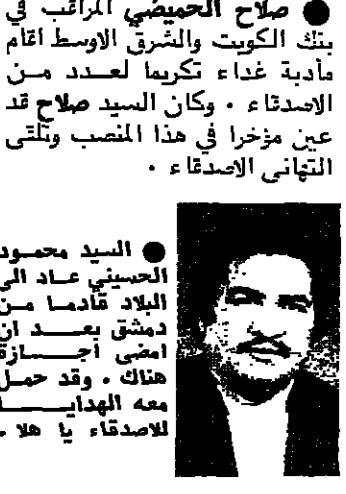 ● صلاح الحميضي المراقب في
بنك الكويت والشرق الاوسط اقام
مأدبة غداء تكريما لعدد من
الاصدقاء . وكان السيد صلاح قد
عين مؤخرا في هذا المنصب وتلقى
التهاني الاصدقاء .
● السيد محمود
الحسيني عاد الى
البلاد قادما من
دمشق بعد ان
امضى اجازة
هناك . وقد حمل
معه الهدايا
للاصدقاء يا هلا .